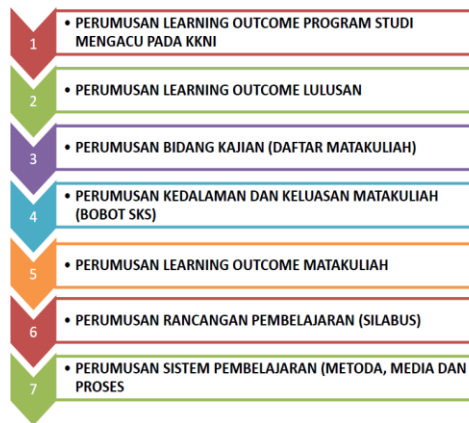 1
• PERUMUSAN LEARNING OUTCOME PROGRAM STUDI
MENGACU PADA KKNI
2
• PERUMUSAN LEARNING OUTCOME LULUSAN
3
• PERUMUSAN BIDANG KAJIAN (DAFTAR MATAKULIAH)
4
• PERUMUSAN KEDALAMAN DAN KELUASAN MATAKULIAH
(BOBOT SKS)
5
• PERUMUSAN LEARNING OUTCOME MATAKULIAH
6
• PERUMUSAN RANCANGAN PEMBELAJARAN (SILABUS)
7
• PERUMUSAN SISTEM PEMBELAJARAN (METODA, MEDIA DAN
PROSES